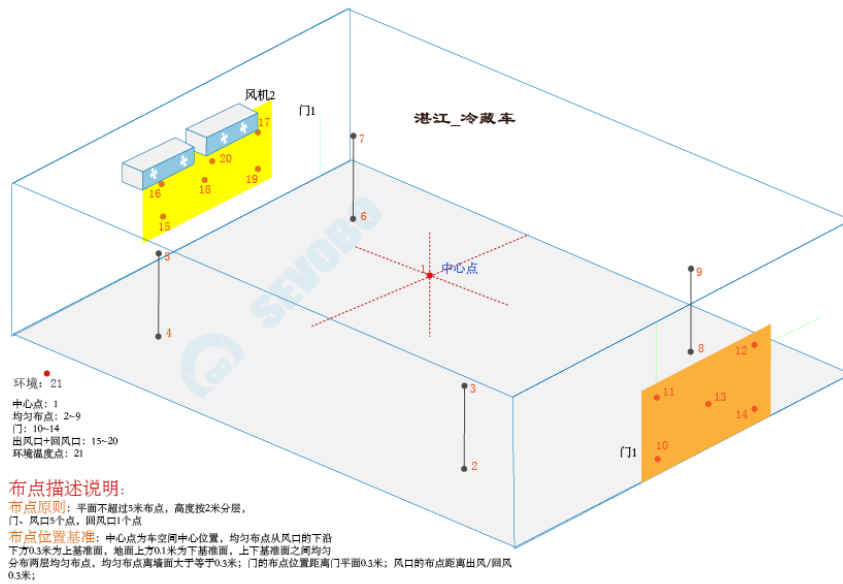 风机2
门1
湛江_冷藏车
17
7
20
16
18
19
15
6
5
SEVOBO
1
中心点
9
4
8
12
3
11
13
14
2
门1
10
环境：21
中心点：1
均匀布点：2~9
门：10~14
出风口+回风口：15~20
环境温度点：21
布点描述说明：
布点原则：平面不超过5米布点，高度按2米分层，
门、风口5个点，回风口1个点
布点位置基准：中心点为车空间中心位置，均匀布点从风口的下沿
下方0.3米为上基准面，地面上方0.1米为下基准面，上下基准面之间均匀
分布两层均匀布点，均匀布点离墙面大于等于0.3米；门的布点位置距离门平面0.3米；风口的布点距离出风/回风
0.3米；